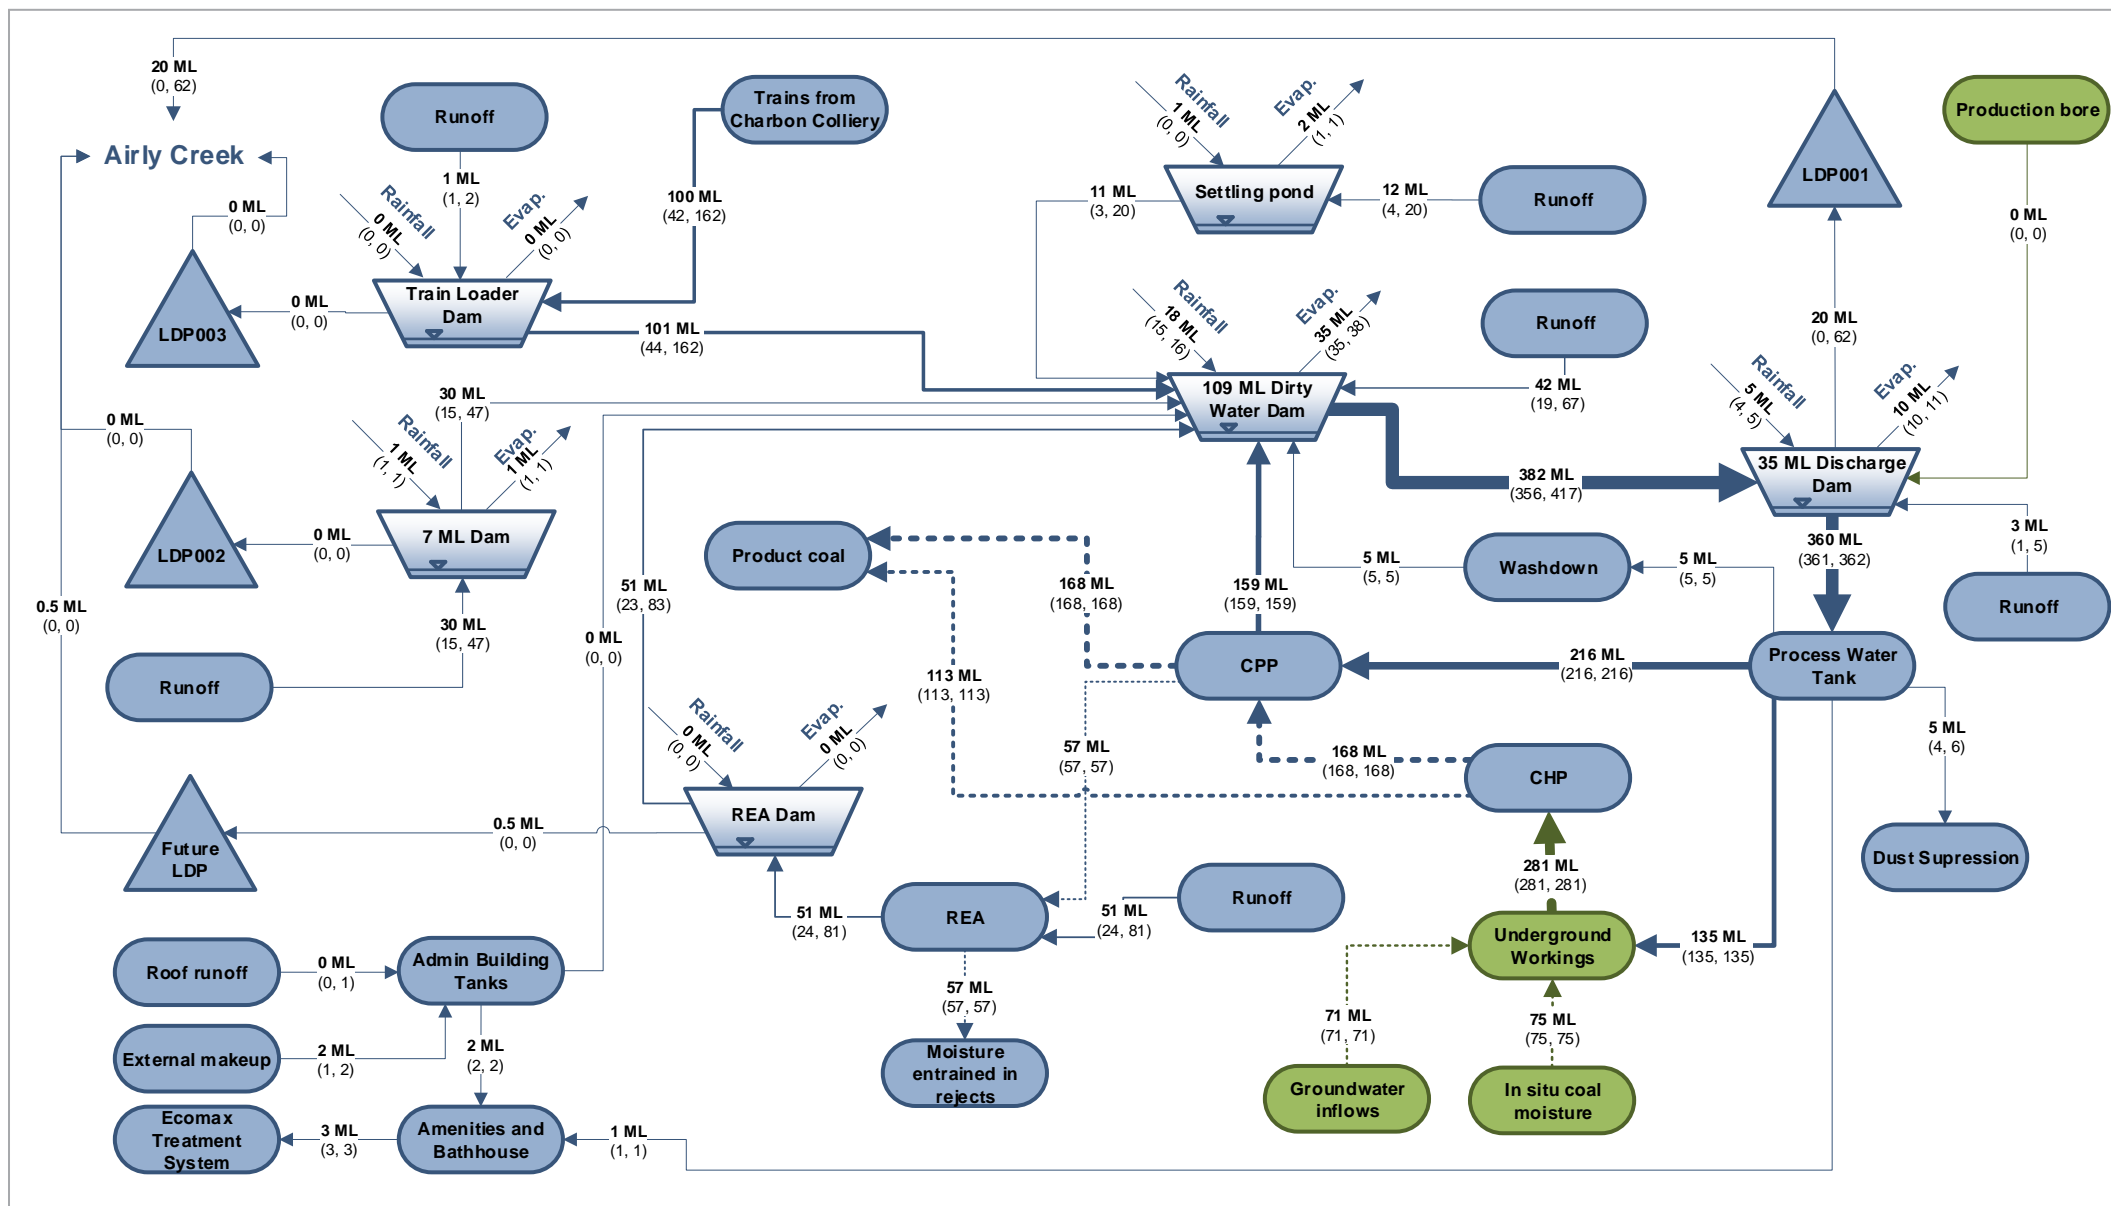 20 ML
(0, 62)
Airly Creek
Runoff
Trains from
Charbon Colliery
1 ML
(1, 2)
100 ML
(42, 162)
Rainfall
0 ML
(0, 0)
Evap.
0 ML
(0, 0)
0 ML
(0, 0)
LDP003
0 ML
(0, 0)
Train Loader
Dam
101 ML
(44, 162)
Rainfall
1 ML
(0, 0)
Evap.
2 ML
(1, 1)
Settling pond
11 ML
(3, 20)
12 ML
(4, 20)
Runoff
LDP001
Production bore
0 ML
(0, 0)
20 ML
(0, 62)
Rainfall
18 ML
(15, 16)
Evap.
35 ML
(35, 38)
Runoff
42 ML
(19, 67)
109 ML Dirty
Water Dam
Rainfall
5 ML
(4, 5)
Evap.
10 ML
(10, 11)
35 ML Discharge
Dam
382 ML
(356, 417)
3 ML
(1, 5)
Runoff
360 ML
(361, 362)
30 ML
(15, 47)
0 ML
(0, 0)
Rainfall
1 ML
(1, 1)
Evap.
1 ML
(1, 1)
7 ML Dam
LDP002
0 ML
(0, 0)
30 ML
(15, 47)
Runoff
0.5 ML
(0, 0)
51 ML
(23, 83)
0 ML
(0, 0)
Product coal
168 ML
(168, 168)
159 ML
(159, 159)
5 ML
(5, 5)
Washdown
5 ML
(5, 5)
113 ML
(113, 113)
CPP
216 ML
(216, 216)
Process Water
Tank
5 ML
(4, 6)
Dust Supression
57 ML
(57, 57)
168 ML
(168, 168)
CHP
Rainfall
0 ML
(0, 0)
Evap.
0 ML
(0, 0)
REA Dam
0.5 ML
(0, 0)
Future
LDP
281 ML
(281, 281)
51 ML
(24, 81)
REA
51 ML
(24, 81)
Runoff
Underground
Workings
135 ML
(135, 135)
57 ML
(57, 57)
Moisture
entrained in
rejects
71 ML
(71, 71)
75 ML
(75, 75)
Groundwater
inflows
In situ coal
moisture
Roof runoff
0 ML
(0, 1)
Admin Building
Tanks
External makeup
2 ML
(1, 2)
2 ML
(2, 2)
Ecomax
Treatment
System
3 ML
(3, 3)
Amenities and
Bathhouse
1 ML
(1, 1)